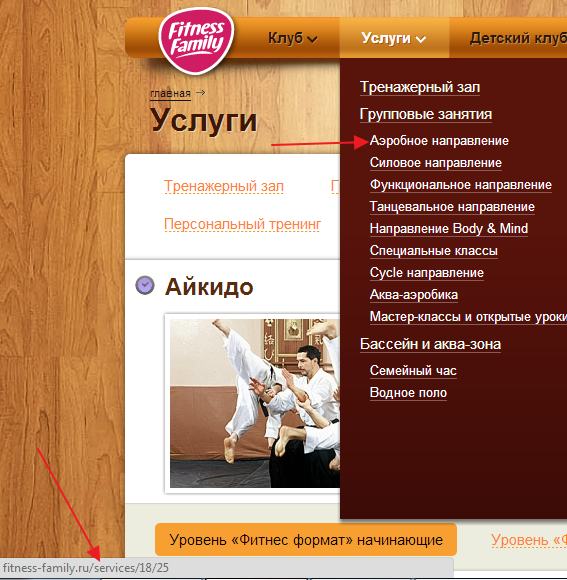 Fitness
Family
Клуб
Услуги
Детский клуб
главная →
Услуги
Тренажерный зал
Персональный тренинг
Айкидо
Тренажерный зал
Групповые занятия
Аэробное направление
Силовое направление
Функциональное направление
Танцевальное направление
Направление Body & Mind
Специальные классы
Cycle направление
Аква-аэробика
Мастер-классы и открытые уроки
Бассейн и аква-зона
Семейный час
Водное поло
Уровень «Фитнес формат» начинающие
Уровень «Ф
fitness-family.ru/services/18/25